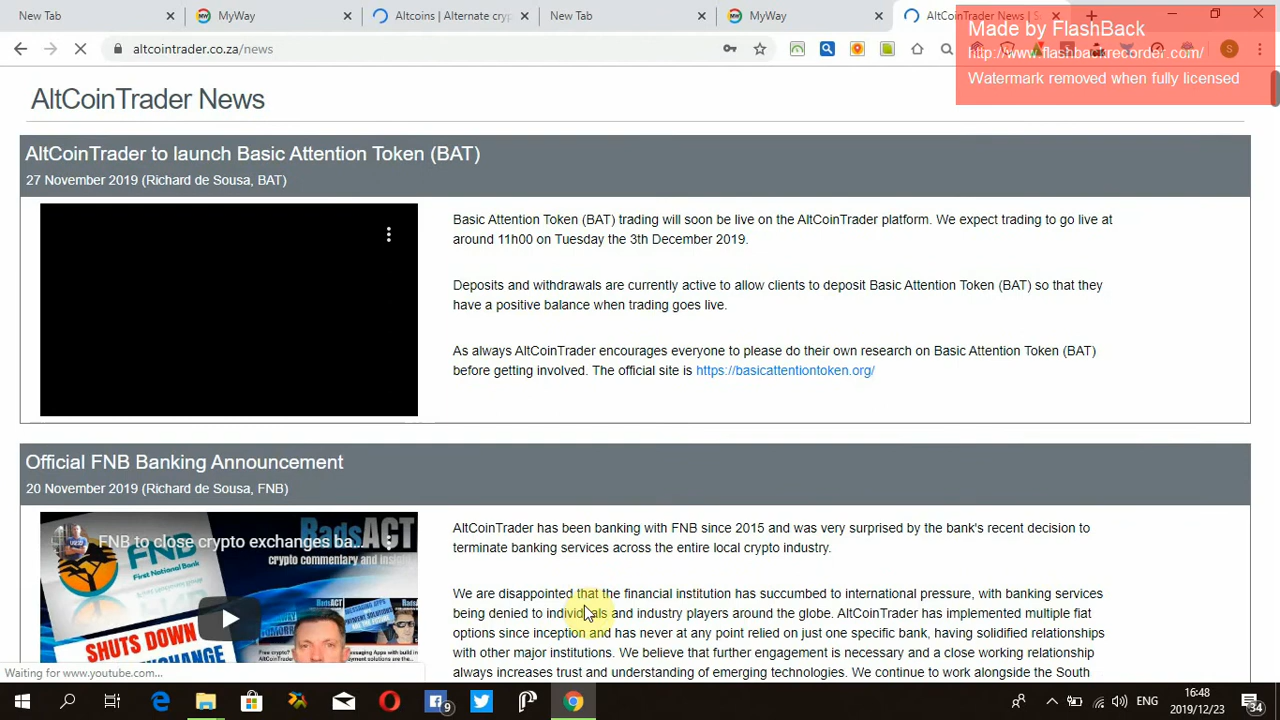 New Tab
MyWay
Altcoins | Alternate cry
New Tab
MyWay
AltCoinTrader News | S
Made by FlashBack
http://www.flashbackrecorder.com/
Watermark removed when fully licensed
altcointrader.co.za/news
S
AltCoinTrader News
AltCoinTrader to launch Basic Attention Token (BAT)
27 November 2019 (Richard de Sousa, BAT)
Basic Attention Token (BAT) trading will soon be live on the AltCoinTrader platform. We expect trading to go live at
around 11h00 on Tuesday the 3th December 2019.
Deposits and withdrawals are currently active to allow clients to deposit Basic Attention Token (BAT) so that they
have a positive balance when trading goes live.
As always AltCoinTrader encourages everyone to please do their own research on Basic Attention Token (BAT)
before getting involved. The official site is https://basicattentiontoken.org/
Official FNB Banking Announcement
20 November 2019 (Richard de Sousa, FNB)
FNB to close crypto exchanges ba...
RadsACT
crypto commentary and insight
FNB
First National Bank
SHUTS DOWN
EXCHANGE
AltCoinTrader has been banking with FNB since 2015 and was very surprised by the bank's recent decision to
terminate banking services across the entire local crypto industry.
We are disappointed that the financial institution has succumbed to international pressure, with banking services
being denied to individuals and industry players around the globe. AltCoinTrader has implemented multiple fiat
options since inception and has never at any point relied on just one specific bank, having solidified relationships
with other major institutions. We believe that further engagement is necessary and a close working relationship
always increases trust and understanding of emerging technologies. We continue to work alongside the South
Waiting for www.youtube.com...
9
ENG
16:48
2019/12/23
34